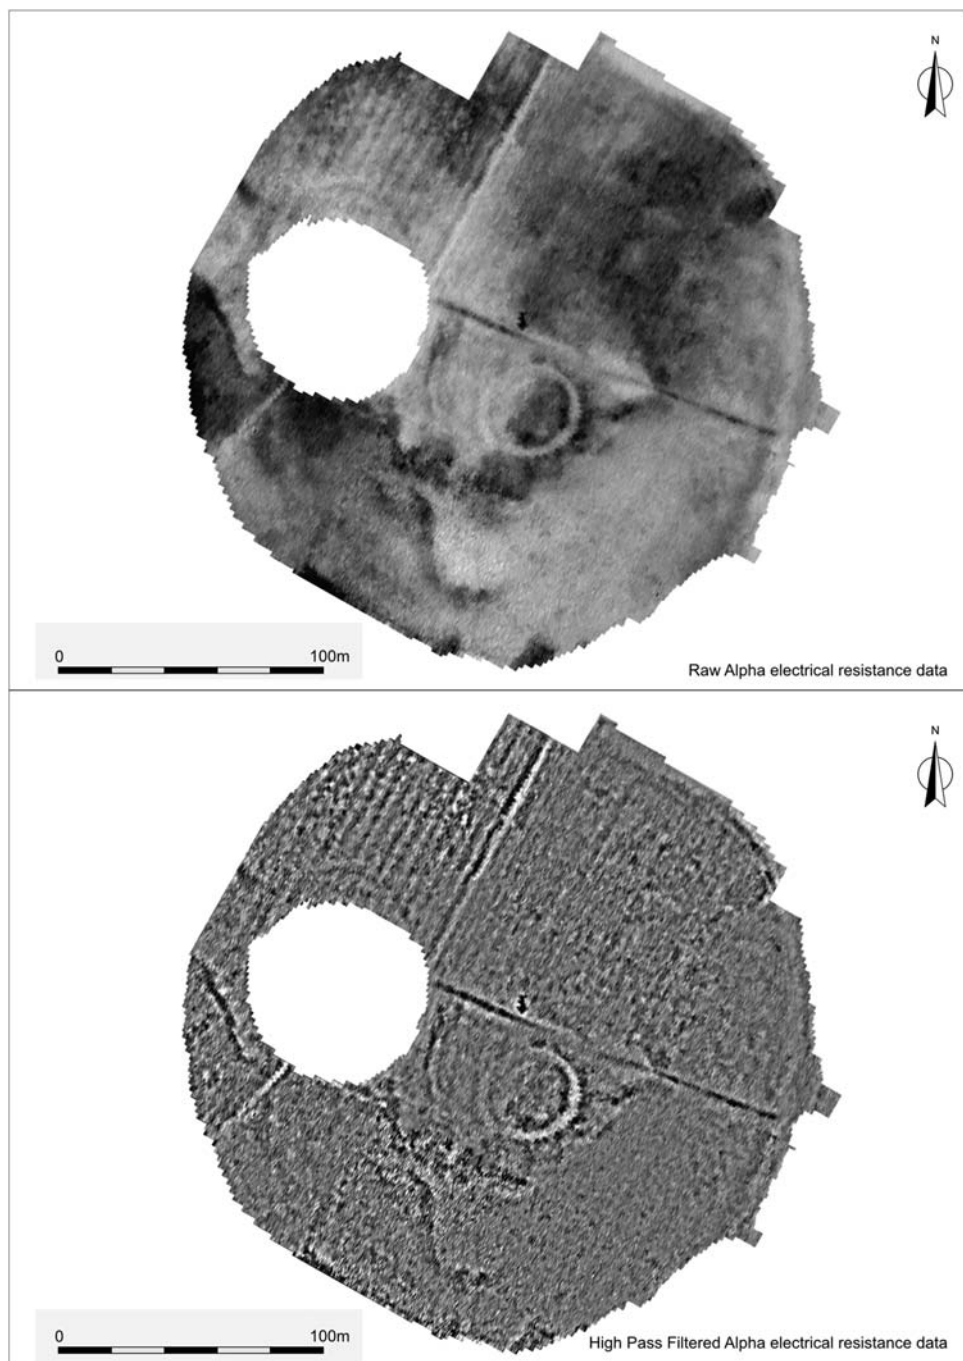 N
0 100m
Raw Alpha electrical resistance data
N
0 100m
High Pass Filtered Alpha electrical resistance data